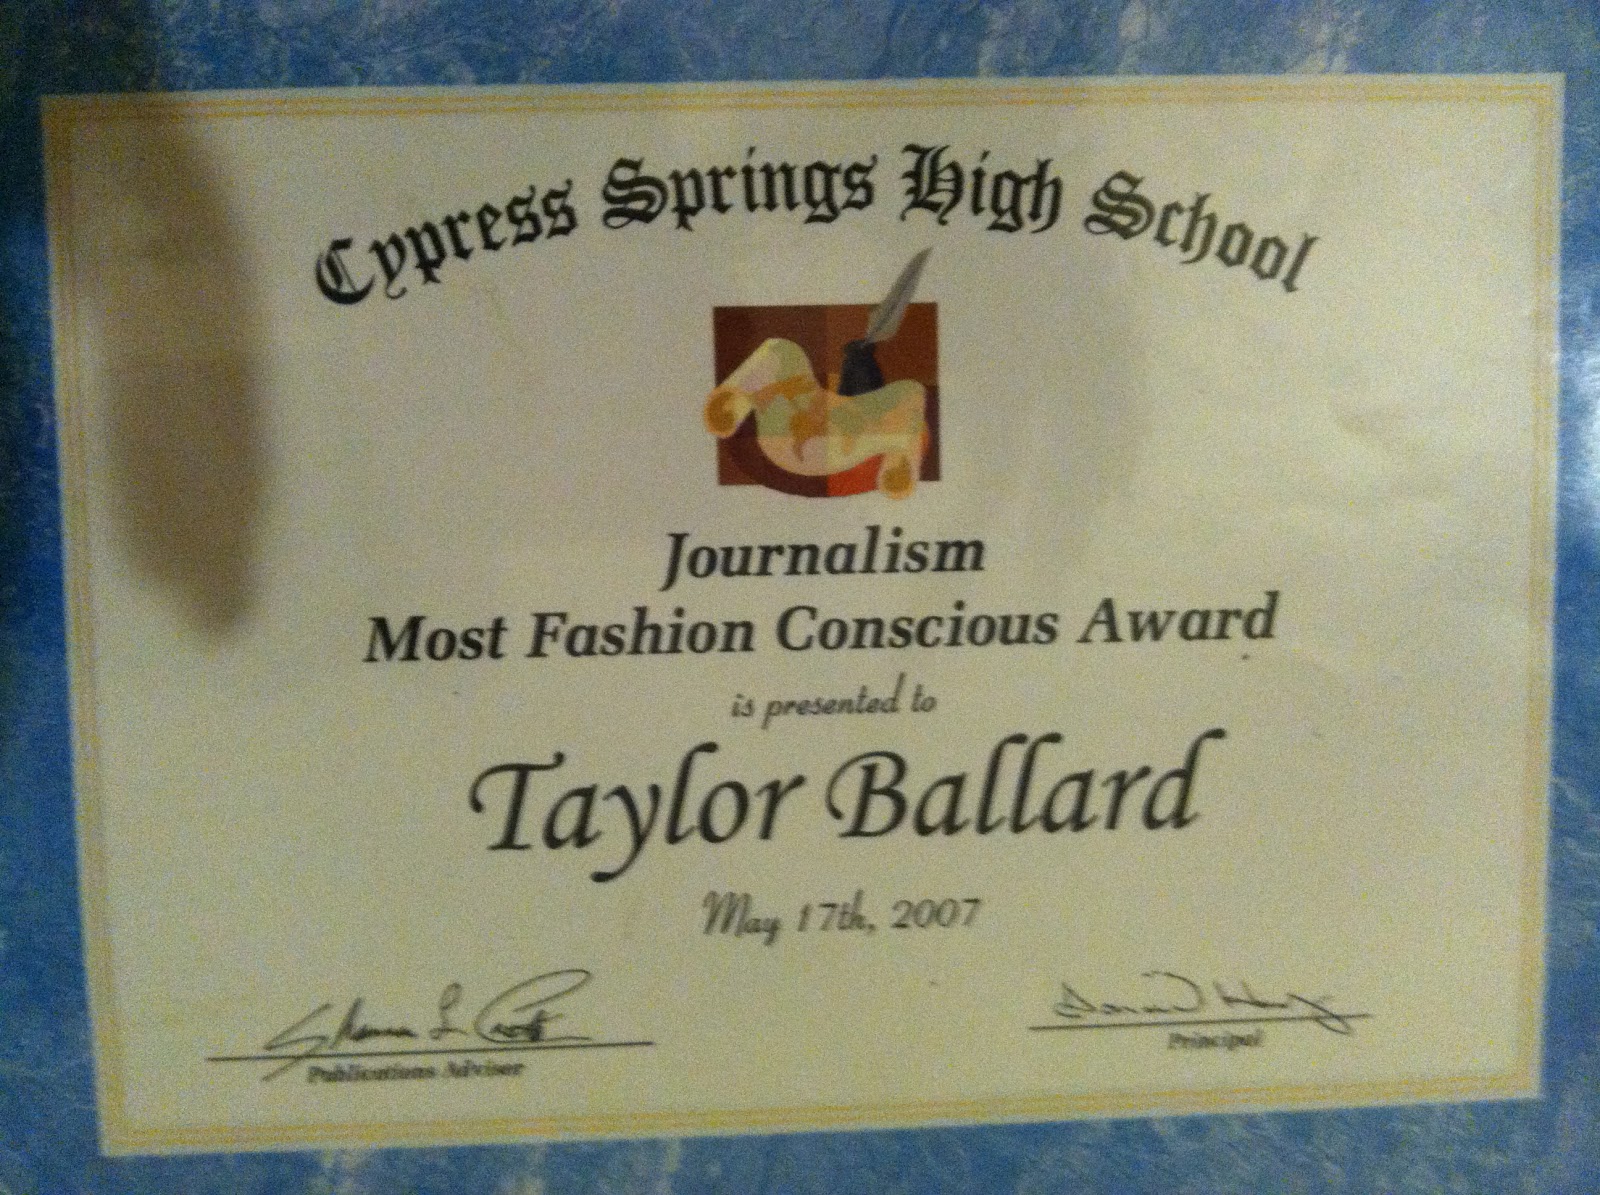 Cypress Springs High School
Journalism
Most Fashion Conscious Award
is presented to
Taylor Ballard
May 17th, 2007
Publications Adviser
Principal